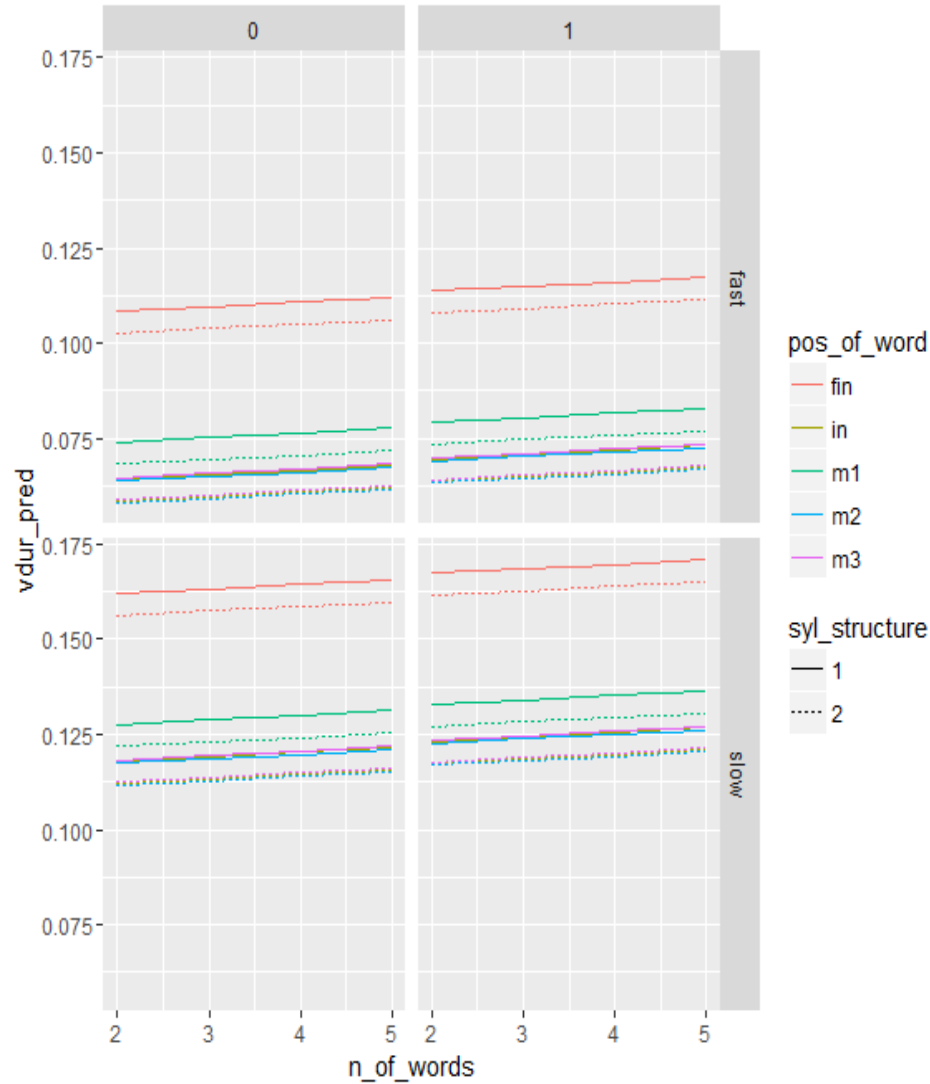 0 1
0.175
0.150
0.125
0.100
0.075
fast
0.175
0.150
0.125
0.100
0.075
slow
2 3 4 5 2 3 4 5
n_of_words
vdur_pred
pos_of_word
fin
in
m1
m2
m3
syl_structure
1
2